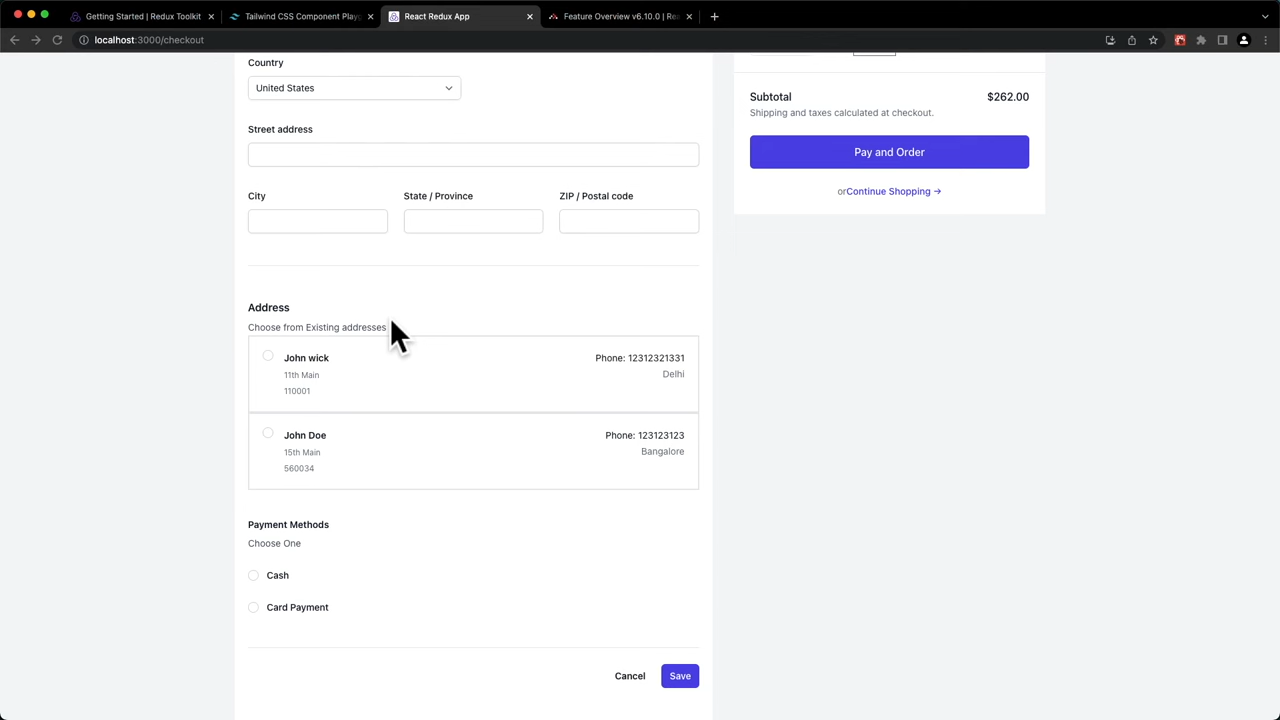 Getting Started | Redux Toolkit
Tailwind CSS Component Playg
React Redux App
Feature Overview v6.10.0 | Rea
localhost:3000/checkout
Country
United States
Street address
City
State / Province
ZIP / Postal code
Address
Choose from Existing addresses
John wick
Phone: 12312321331
11th Main
Delhi
110001
John Doe
Phone: 123123123
15th Main
Bangalore
560034
Payment Methods
Choose One
Cash
Card Payment
Cancel
Save
Subtotal
$262.00
Shipping and taxes calculated at checkout.
Pay and Order
orContinue Shopping →